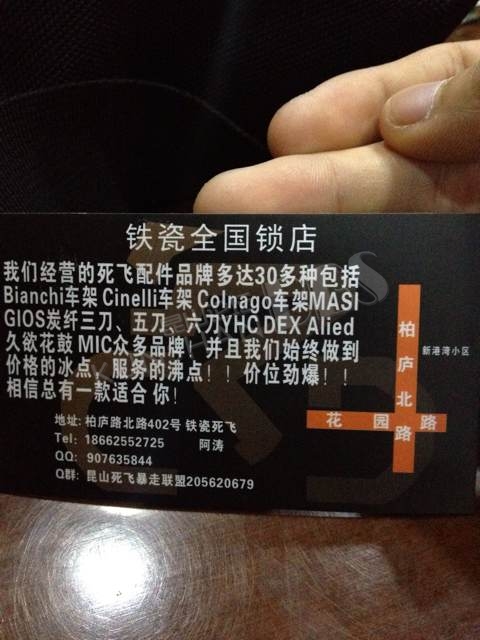 铁瓷全国锁店
我们经营的死飞配件品牌多达30多种包括
Bianchi车架 Cinelli车架 Colnago车架MASI
GIOS炭纤三刀、五刀、六刀YHC DEX Alied
久欲花鼓 MIC众多品牌！并且我们始终做到
价格的冰点、服务的沸点！！价位劲爆！！
相信总有一款适合你！
地址: 柏庐路北路402号 铁瓷死飞
Tel: 18662552725 阿涛
QQ: 907635844
Q群: 昆山死飞暴走联盟205620679
柏庐北路
新港湾小区
花园路